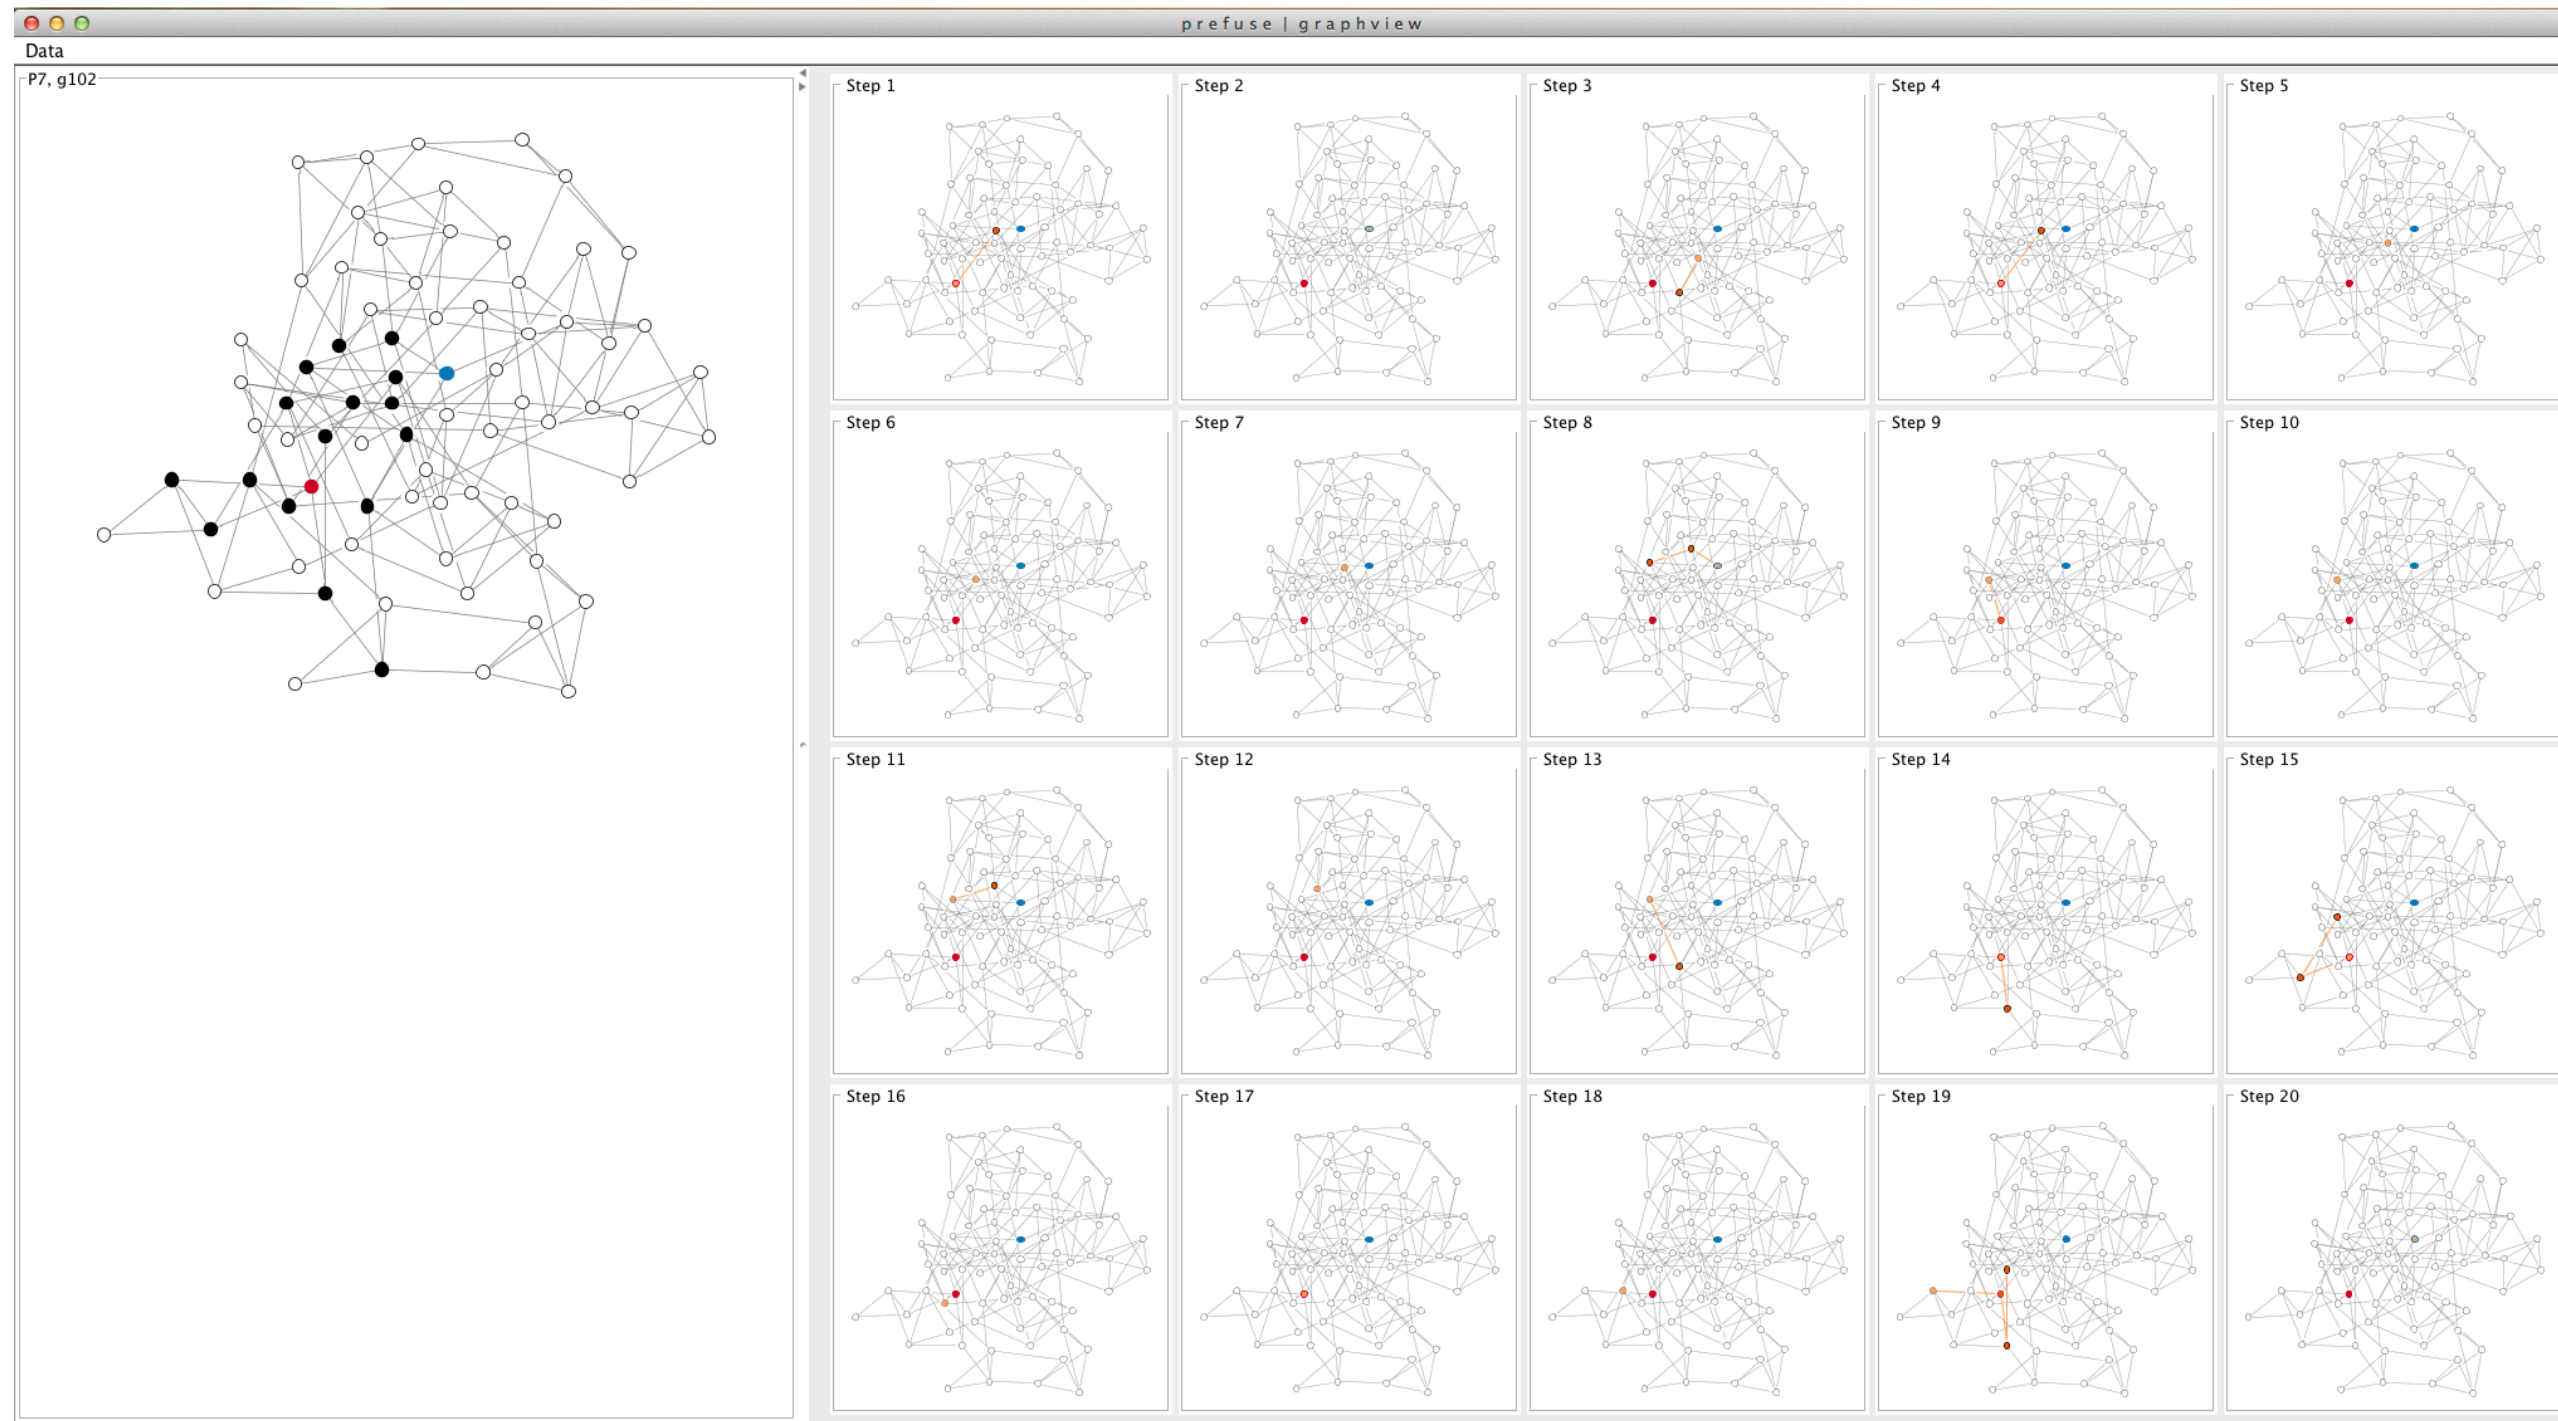 prefuse | graphview
Data
P7, g102
Step 1
Step 2
Step 3
Step 4
Step 5
Step 6
Step 7
Step 8
Step 9
Step 10
Step 11
Step 12
Step 13
Step 14
Step 15
Step 16
Step 17
Step 18
Step 19
Step 20